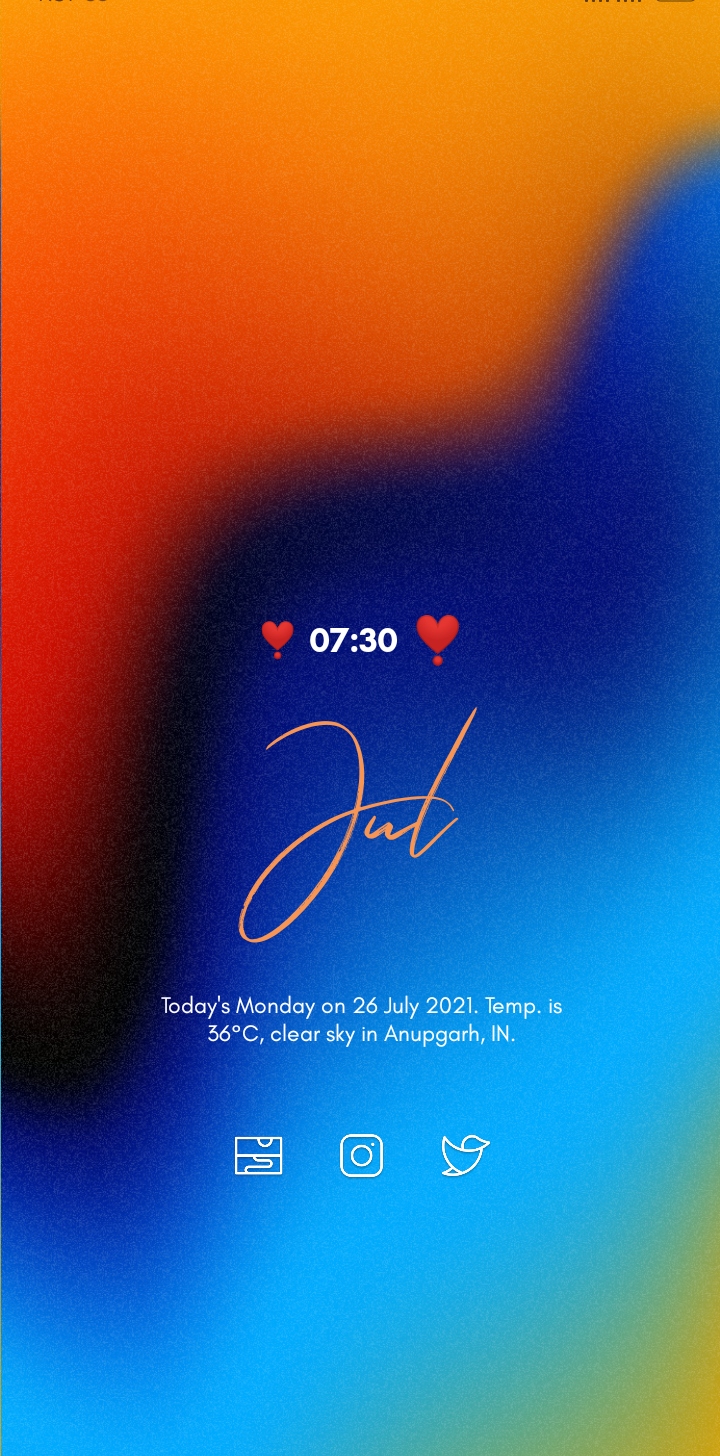 ❣️ 07:30 ❣️
Jul
Today's Monday on 26 July 2021. Temp. is
36°C, clear sky in Anupgarh, IN.